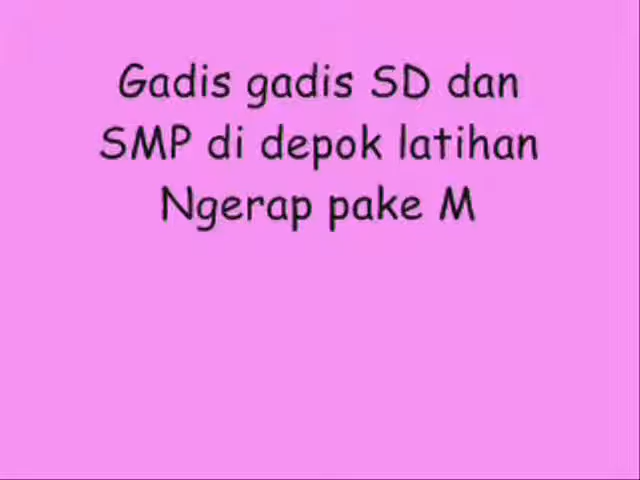 Gadis gadis SD dan
SMP di depok latihan
Ngerap pake M